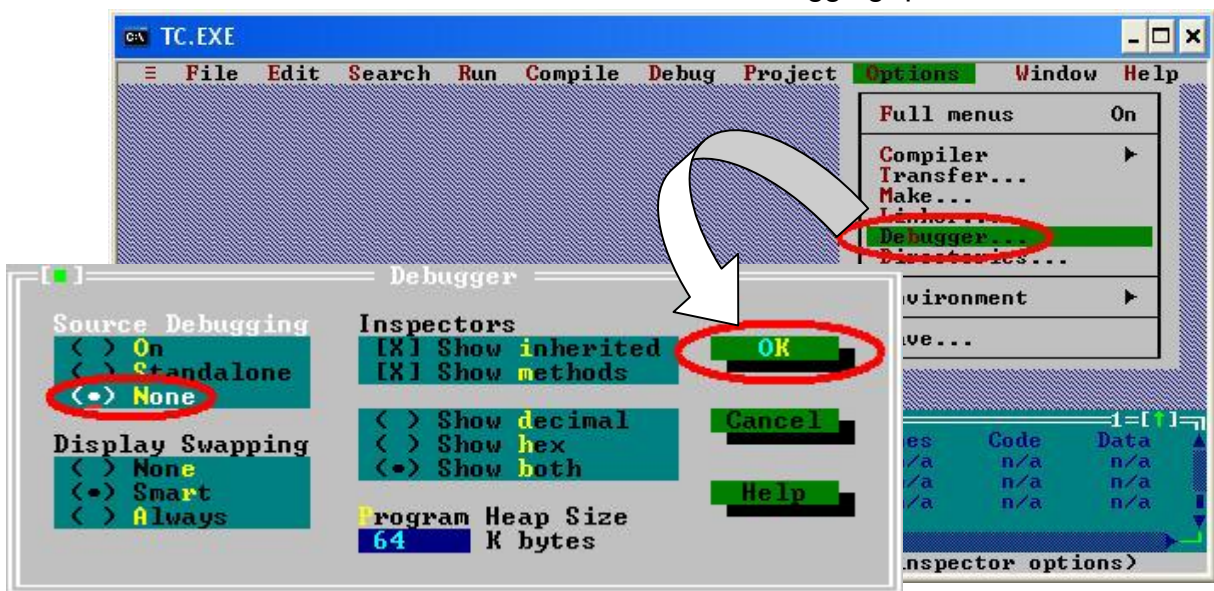 TC.EXE
≡ File Edit Search Run Compile Debug Project Options Window Help
Full menus On
Compiler
Transfer...
Make...
Debugger...
Debugger
Source Debugging
( ) On
( ) Standalone
(•) None
Display Swapping
( ) None
(•) Smart
( ) Always
Inspectors
[X] Show inherited
[X] Show methods
( ) Show decimal
( ) Show hex
(•) Show both
Program Heap Size
64 K bytes
OK
Cancel
Help
1=[↑]
Code Data
n/a n/a
n/a n/a
n/a n/a
options>